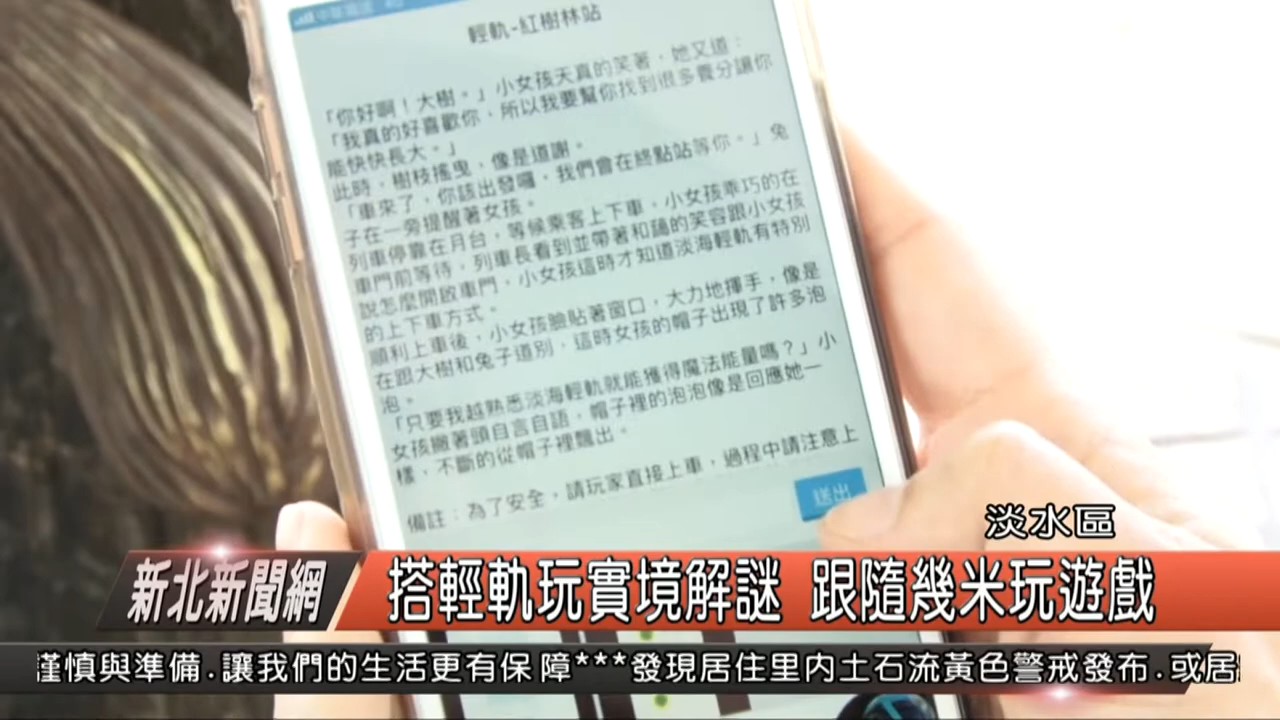 輕軌-紅樹林站
「你好啊！大樹。」小女孩天真的笑著，她又道：
「我真的好喜歡你、所以我要幫你找到很多養分讓你
能快快長大。」
此時，樹枝搖曳、像是道謝。
「車來了，你該出發囉。我們會在終點站等你。」兔
子在一旁提醒著女孩。
列車停靠在月台，等候乘客上下車，小女孩乖巧的在
車門前等待，列車長看到並帶著和藹的笑容跟小女孩
說怎麼開啟車門，小女孩這時才知道淡海輕軌有特別
的上下車方式。
順利上車後，小女孩臉貼著窗口，大力地揮手，像是
在跟大樹和兔子道別，這時女孩的帽子出現了許多泡
泡。
「只要我越熟悉淡海輕軌就能獲得魔法能量嗎？」小
女孩撇著頭自言自語，帽子裡的泡泡像是回應她一
樣，不斷的從帽子裡飄出。
備註：為了安全，請玩家直接上車，過程中請注意上
送出
淡水區
新北新聞網
搭輕軌玩實境解謎 跟隨幾米玩遊戲
謹慎與準備.讓我們的生活更有保障***發現居住里內土石流黃色警戒發布.或居